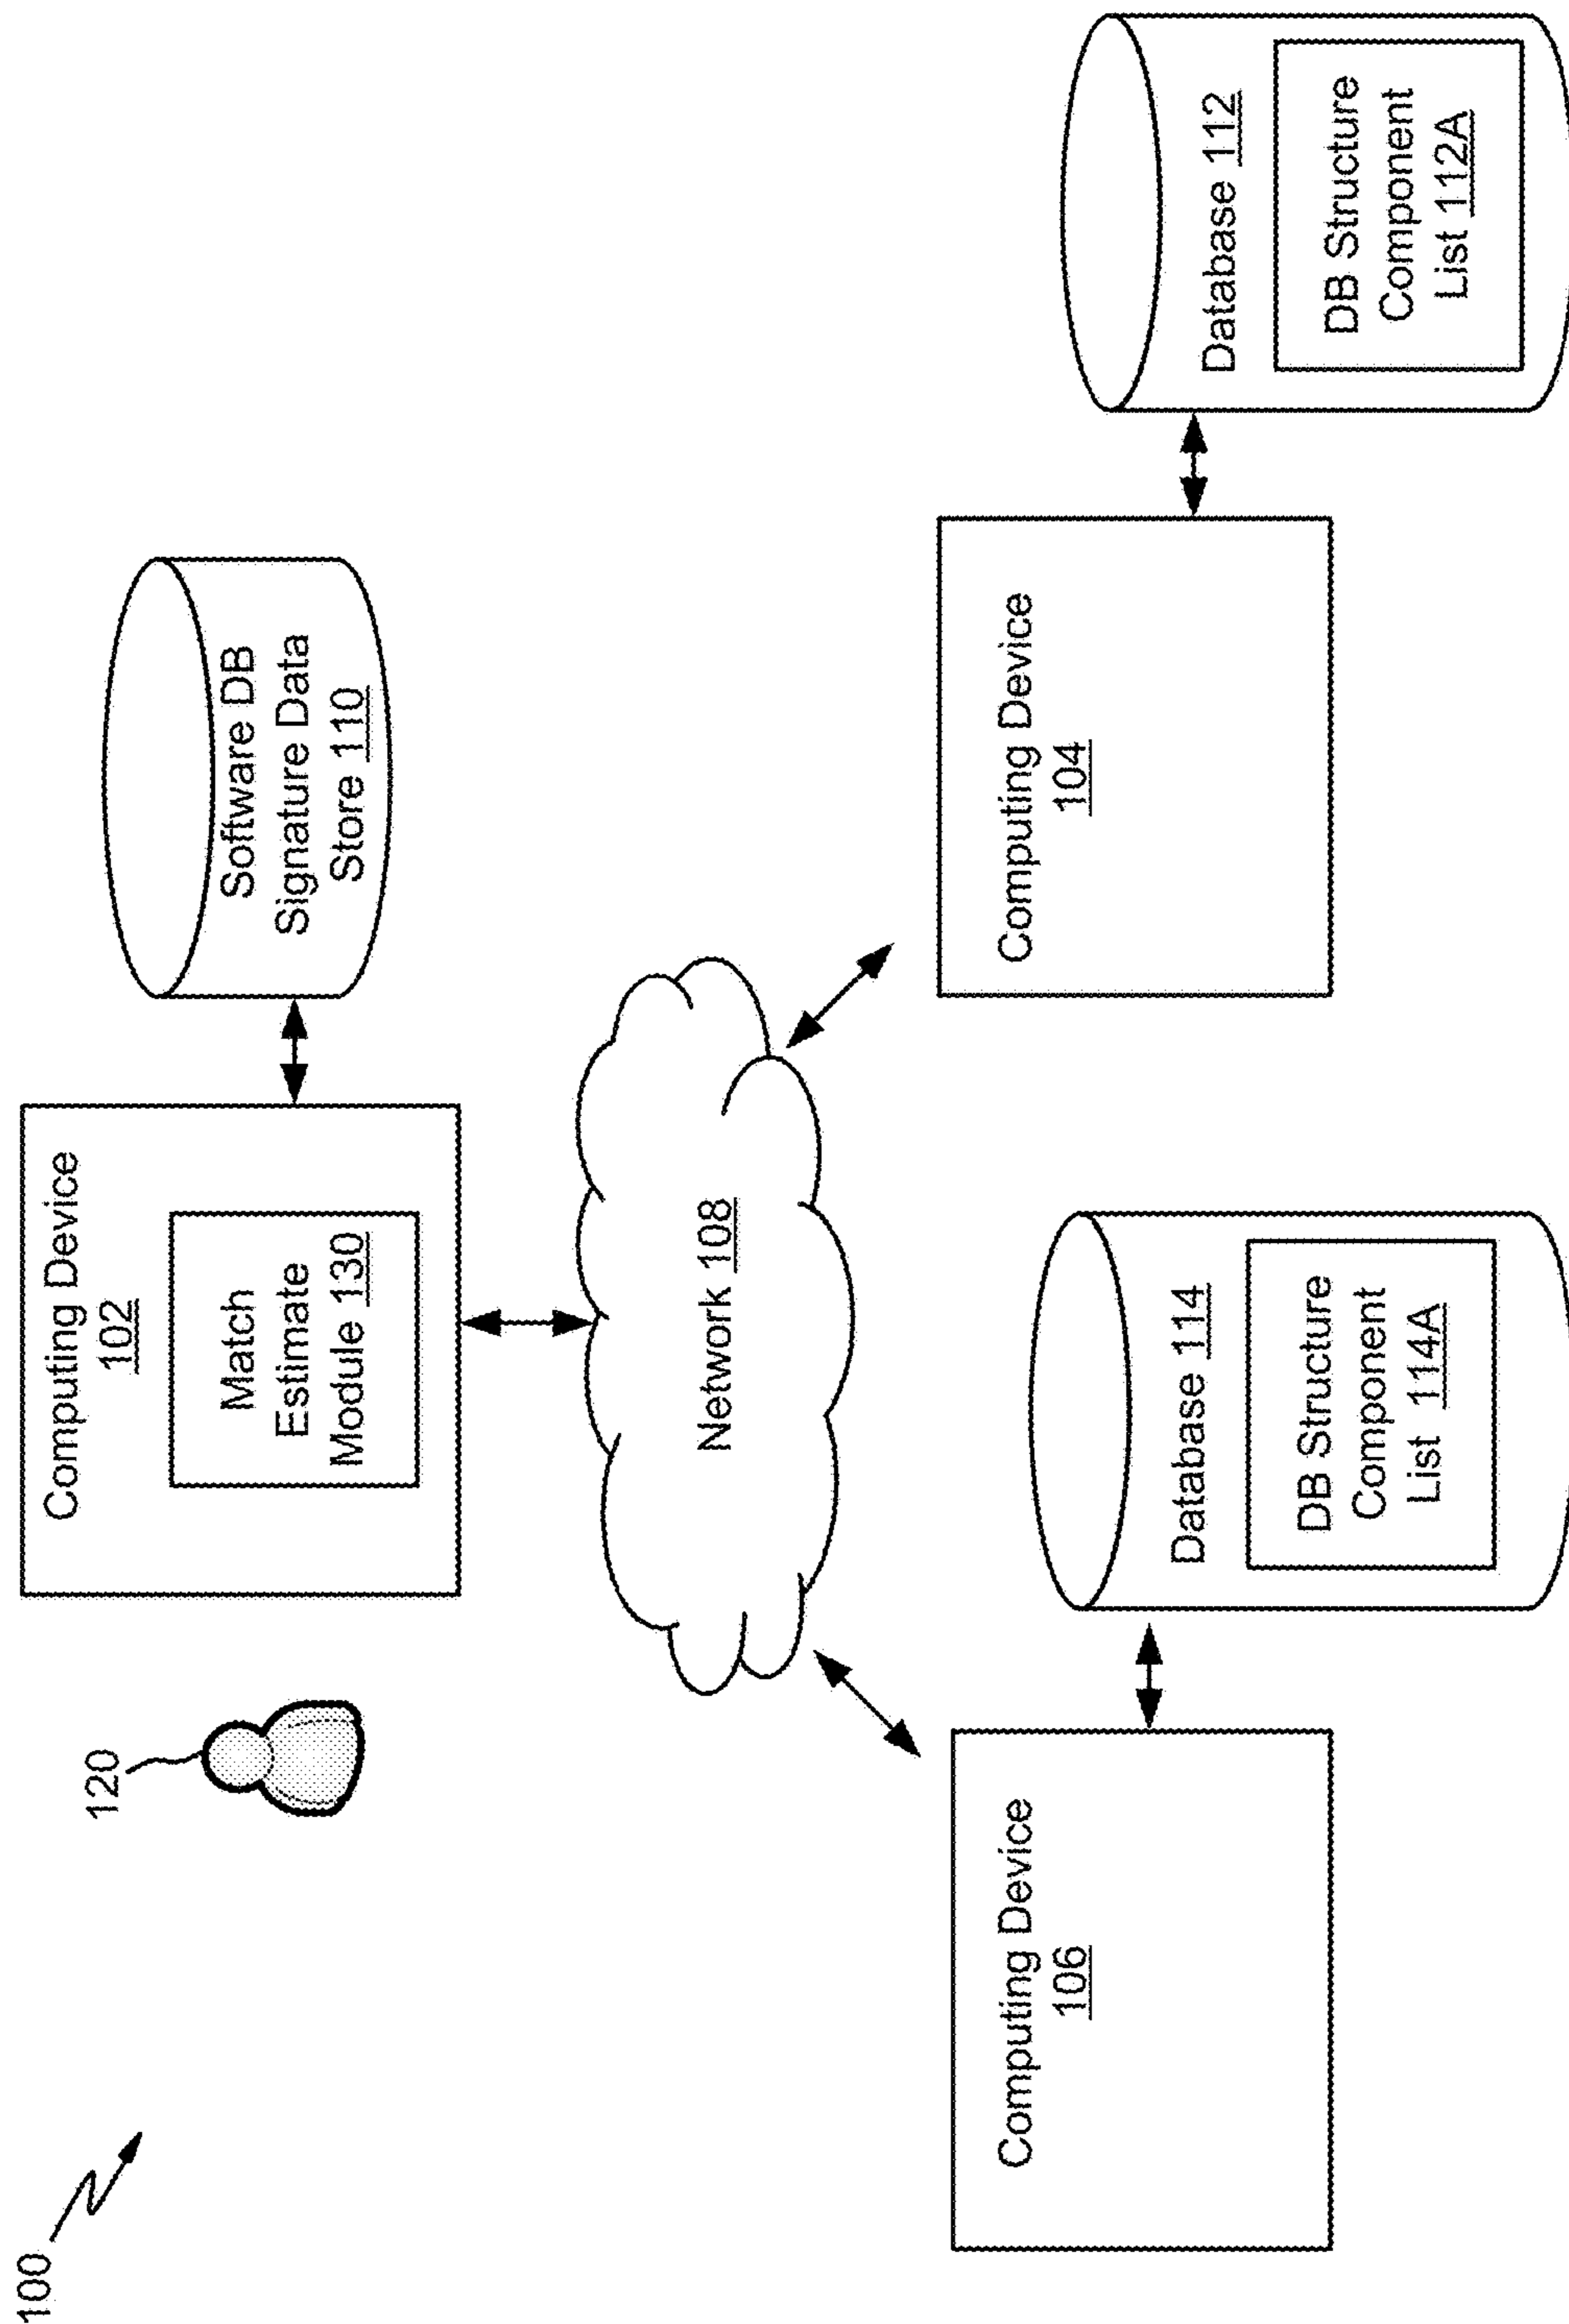 100
120
Computing Device
102
Match
Estimate
Module 130
Software DB
Signature Data
Store 110
Network 108
Computing Device
106
Database 114
DB Structure
Component
List 114A
Computing Device
104
Database 112
DB Structure
Component
List 112A